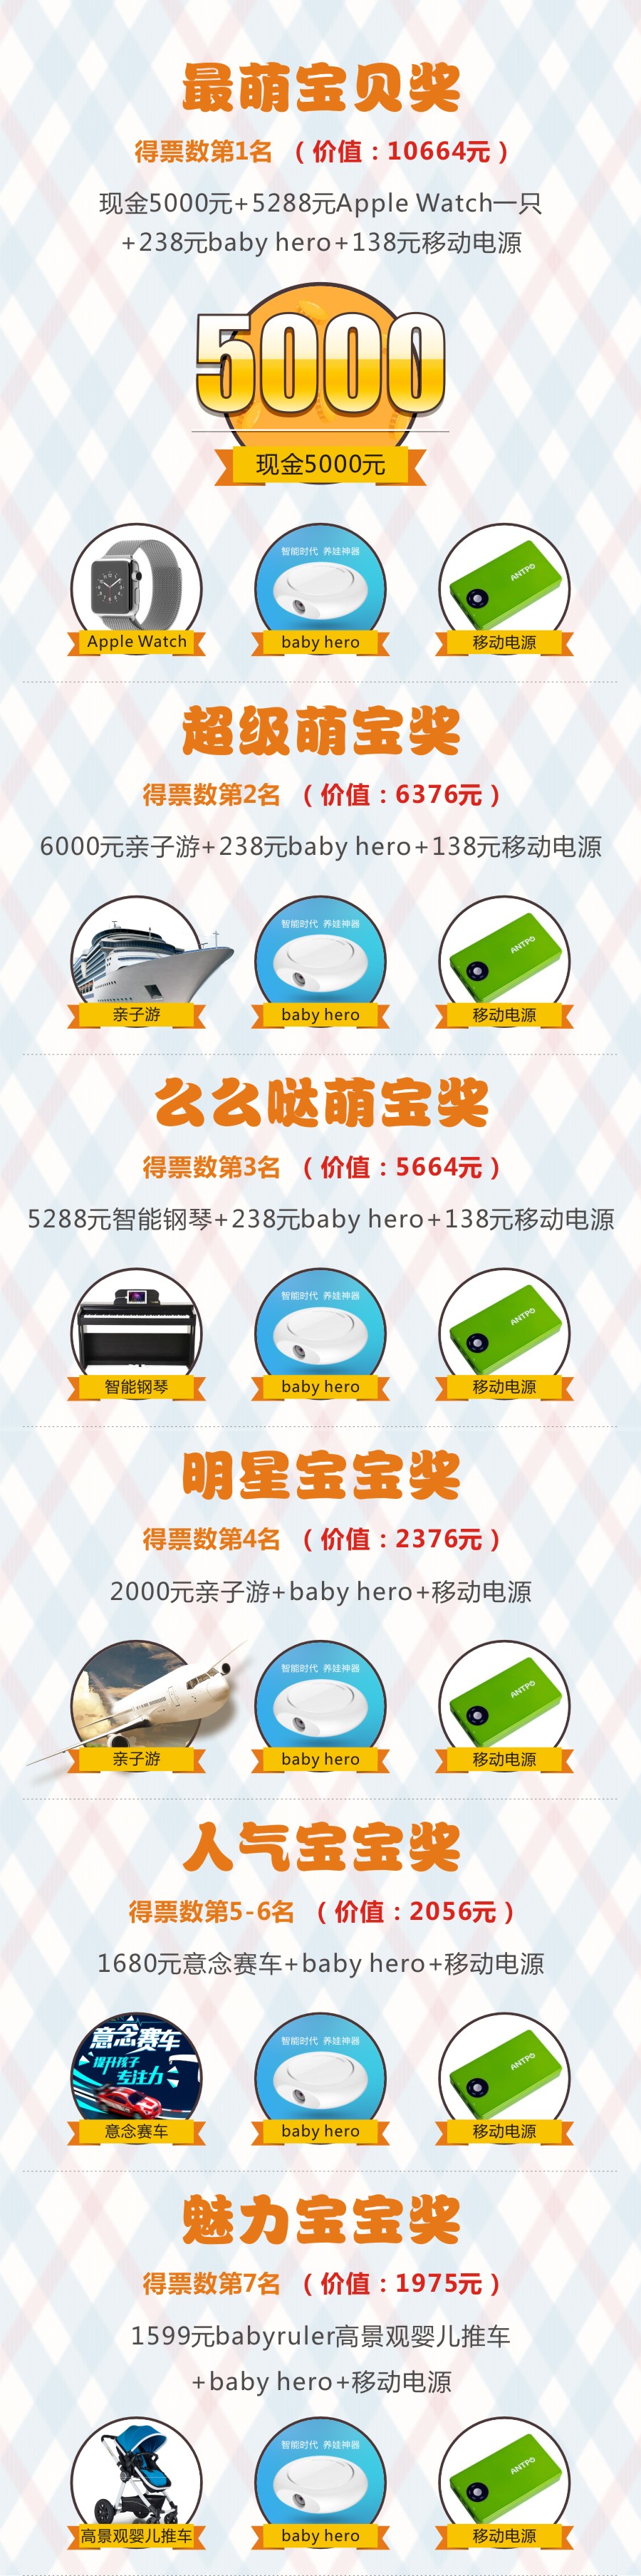 最萌宝贝奖
得票数第1名 （价值：10664元）
现金5000元+5288元Apple Watch一只
+238元baby hero+138元移动电源
5000
现金5000元
智能时代 养娃神器
ANTPO
Apple Watch
baby hero
移动电源
超级萌宝奖
得票数第2名 （价值：6376元）
6000元亲子游+238元baby hero+138元移动电源
智能时代 养娃神器
ANTPO
亲子游
baby hero
移动电源
么么哒萌宝奖
得票数第3名 （价值：5664元）
5288元智能钢琴+238元baby hero+138元移动电源
智能时代 养娃神器
ANTPO
智能钢琴
baby hero
移动电源
明星宝宝奖
得票数第4名 （价值：2376元）
2000元亲子游+baby hero+移动电源
智能时代 养娃神器
ANTPO
亲子游
baby hero
移动电源
人气宝宝奖
得票数第5-6名 （价值：2056元）
1680元意念赛车+baby hero+移动电源
意念赛车
提升孩子
专注力
智能时代 养娃神器
ANTPO
意念赛车
baby hero
移动电源
魅力宝宝奖
得票数第7名 （价值：1975元）
1599元babyruler高景观婴儿推车
+baby hero+移动电源
智能时代 养娃神器
ANTPO
高景观婴儿推车
baby hero
移动电源